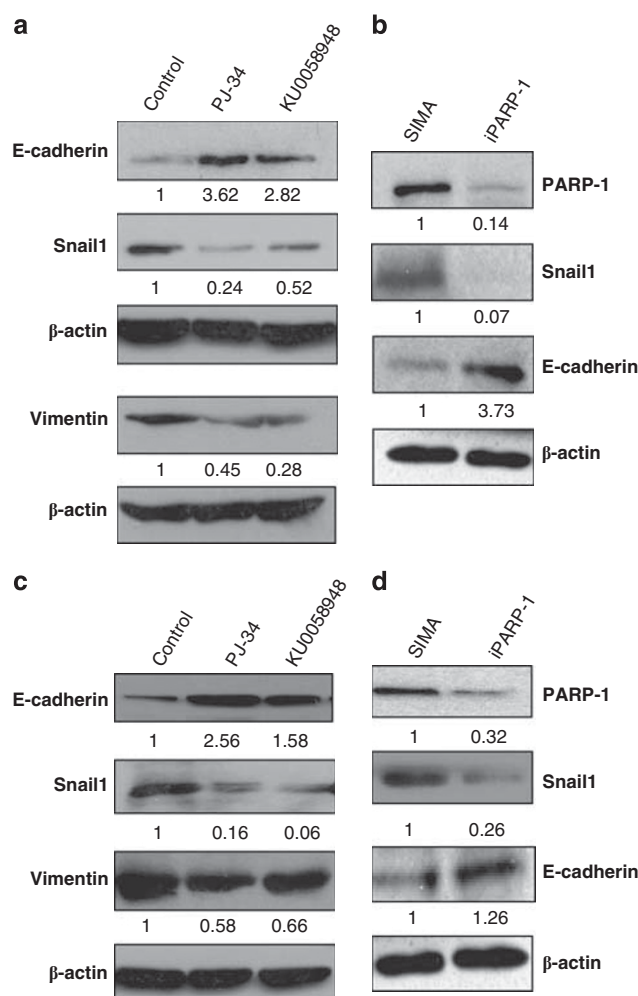 a
Control PJ-34 KU0058948
E-cadherin
1 3.62 2.82
Snail1
1 0.24 0.52
β-actin
Vimentin
1 0.45 0.28
β-actin
b
SIMA iPARP-1
PARP-1
1 0.14
Snail1
1 0.07
E-cadherin
1 3.73
β-actin
c
Control PJ-34 KU0058948
E-cadherin
1 2.56 1.58
Snail1
1 0.16 0.06
Vimentin
1 0.58 0.66
β-actin
d
SIMA iPARP-1
PARP-1
1 0.32
Snail1
1 0.26
E-cadherin
1 1.26
β-actin